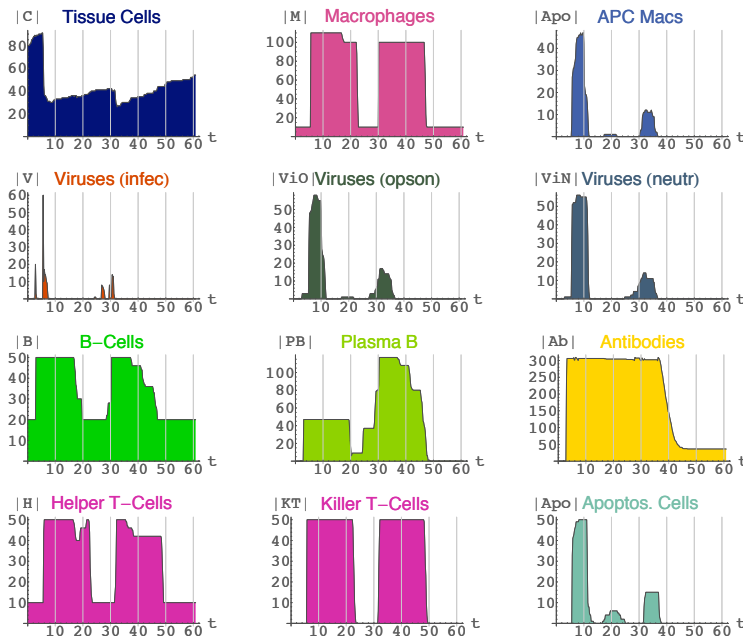 |C| Tissue Cells
80
60
40
20
10 20 30 40 50 60 t
|M| Macrophages
100
80
60
40
20
10 20 30 40 50 60 t
|Apo| APC Macs
40
30
20
10
10 20 30 40 50 60 t
|V| Viruses (infec)
60
50
40
30
20
10
10 20 30 40 50 60 t
|ViO| Viruses (opson)
50
40
30
20
10
10 20 30 40 50 60 t
|ViN| Viruses (neutr)
50
40
30
20
10
10 20 30 40 50 60 t
|B| B-Cells
50
40
30
20
10
10 20 30 40 50 60 t
|PB| Plasma B
100
80
60
40
20
10 20 30 40 50 60 t
|Ab| Antibodies
300
250
200
150
100
50
10 20 30 40 50 60 t
|H| Helper T-Cells
50
40
30
20
10
10 20 30 40 50 60 t
|KT| Killer T-Cells
50
40
30
20
10
10 20 30 40 50 60 t
|Apo| Apoptos. Cells
50
40
30
20
10
10 20 30 40 50 60 t